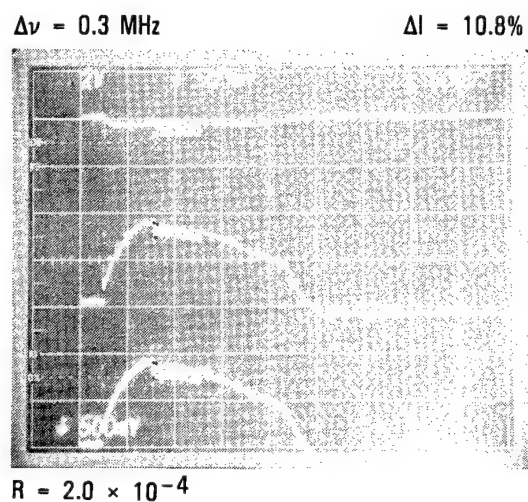 Δν = 0.3 MHz
ΔI = 10.8%
R = 2.0 × 10⁻⁴